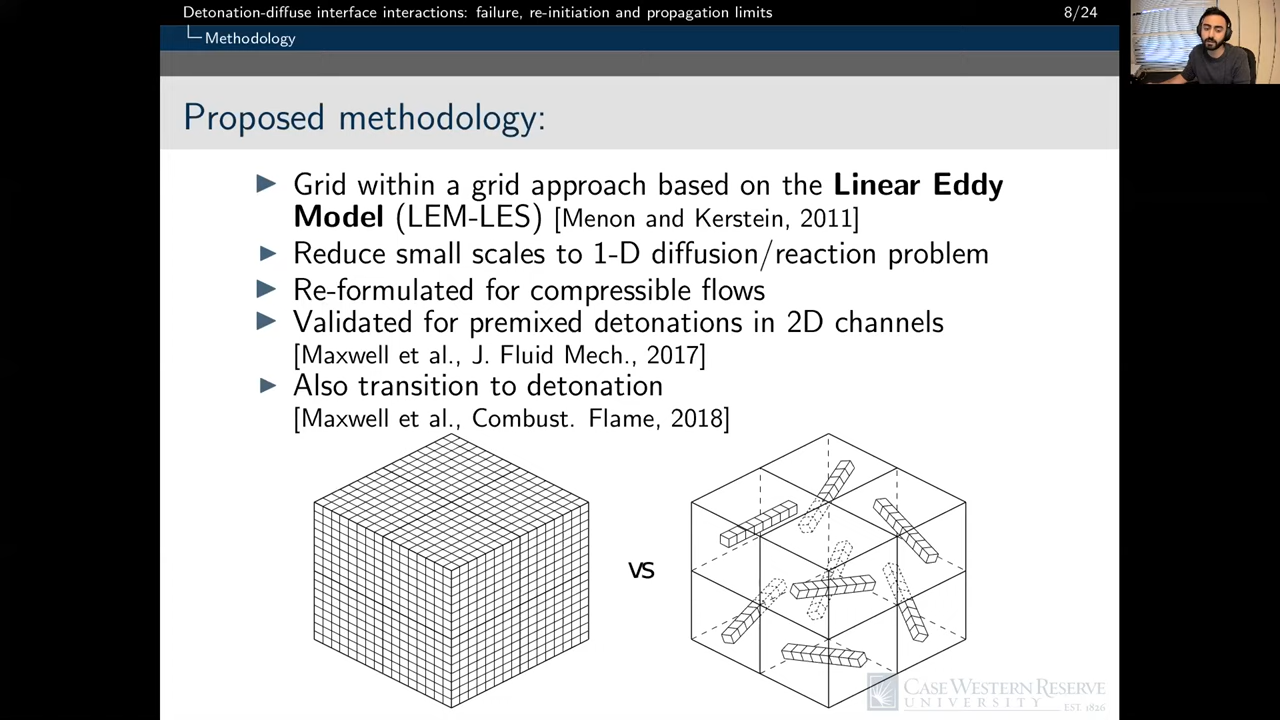 Detonation-diffuse interface interactions: failure, re-initiation and propagation limits 8/24
Methodology
Proposed methodology:
Grid within a grid approach based on the Linear Eddy
Model (LEM-LES) [Menon and Kerstein, 2011]
Reduce small scales to 1-D diffusion/reaction problem
Re-formulated for compressible flows
Validated for premixed detonations in 2D channels
[Maxwell et al., J. Fluid Mech., 2017]
Also transition to detonation
[Maxwell et al., Combust. Flame, 2018]
vs
CASE WESTERN RESERVE
UNIVERSITY EST. 1826